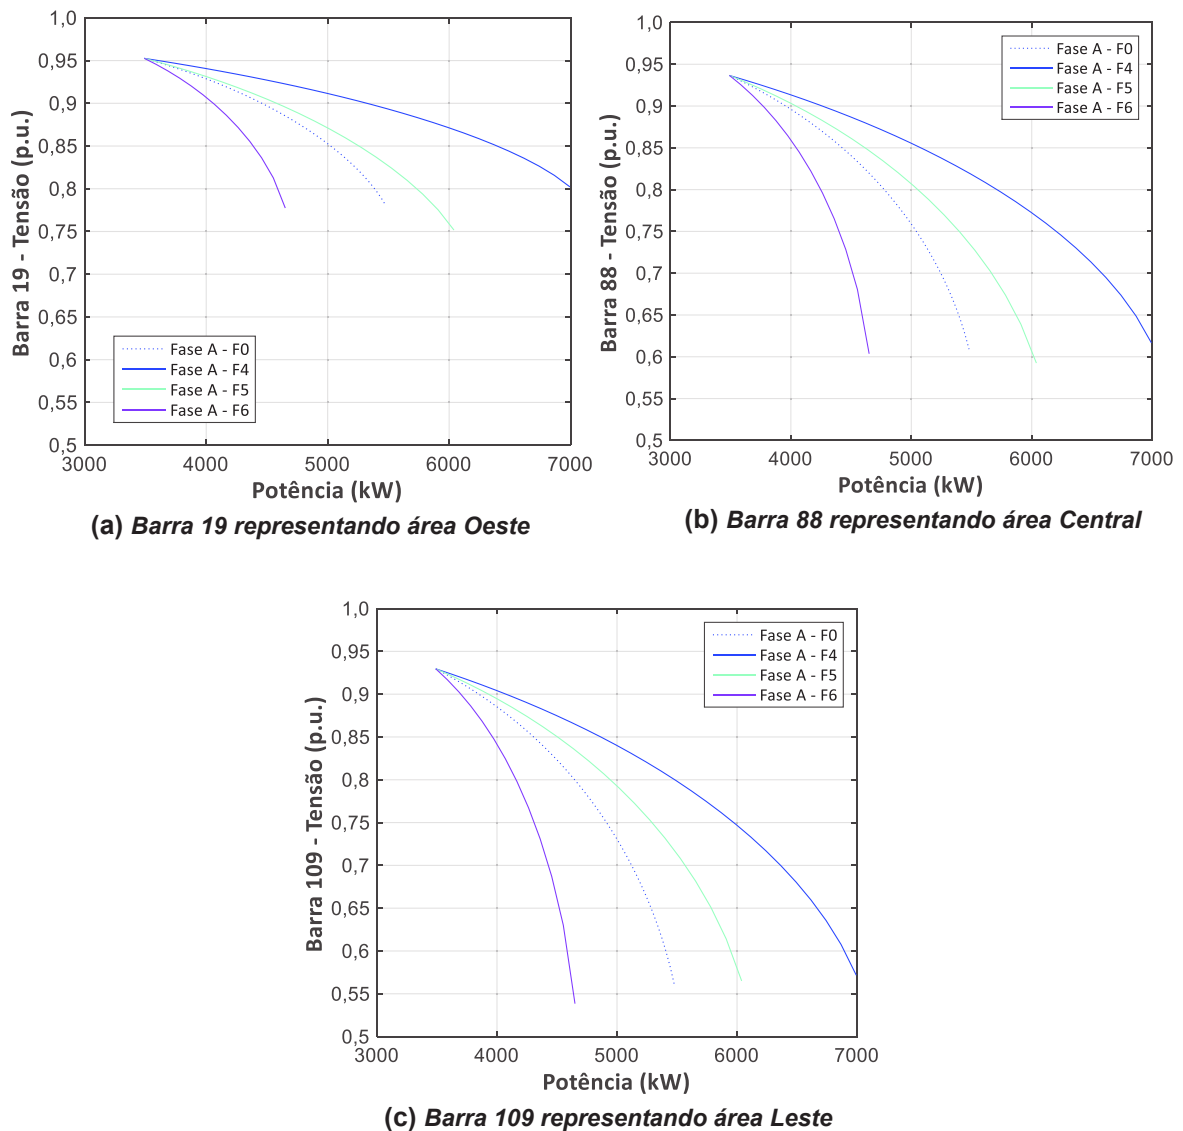 1,0
0,95
0,9
0,85
0,8
0,75
0,7
0,65
0,6
0,55
0,5
3000
4000
5000
6000
7000
Barra 19 - Tensão (p.u.)
Potência (kW)
Fase A - F0
Fase A - F4
Fase A - F5
Fase A - F6
(a) Barra 19 representando área Oeste
1,0
0,95
0,9
0,85
0,8
0,75
0,7
0,65
0,6
0,55
0,5
3000
4000
5000
6000
7000
Barra 88 - Tensão (p.u.)
Potência (kW)
Fase A - F0
Fase A - F4
Fase A - F5
Fase A - F6
(b) Barra 88 representando área Central
1,0
0,95
0,9
0,85
0,8
0,75
0,7
0,65
0,6
0,55
0,5
3000
4000
5000
6000
7000
Barra 109 - Tensão (p.u.)
Potência (kW)
Fase A - F0
Fase A - F4
Fase A - F5
Fase A - F6
(c) Barra 109 representando área Leste